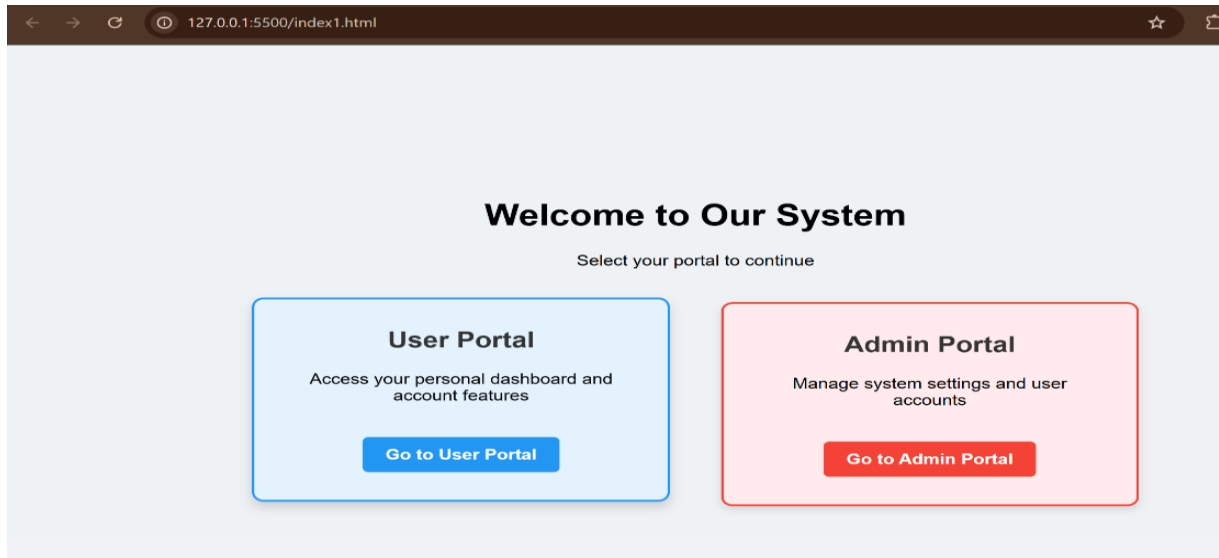 127.0.0.1:5500/index1.html
Welcome to Our System
Select your portal to continue
User Portal
Access your personal dashboard and
account features
Go to User Portal
Admin Portal
Manage system settings and user
accounts
Go to Admin Portal